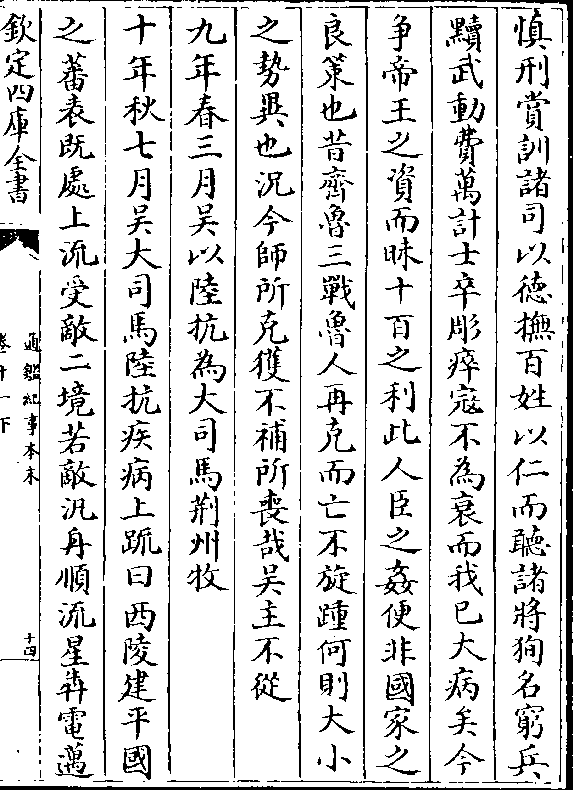 慎刑賞訓諸司以德撫百姓以仁而聽諸將狥名窮兵
黷武動費萬計士卒彫瘁寇不為衰而我已大病矣今
争帝王之資而昧十百之利此人臣之姦便非國家之
良策也昔齊魯三戰魯人再克而亡不旋踵何則大小
之勢異也況今師所克獲不補所喪哉吳主不從
九年春三月吳以陸抗為大司馬荆州牧
十年秋七月吳大司馬陸抗疾病上疏曰西陵建平國
之蕃表既處上流受敵二境若敵汎舟順流星犇電邁
欽定四庫全書
通鑑紀事本末
卷十一下
十四